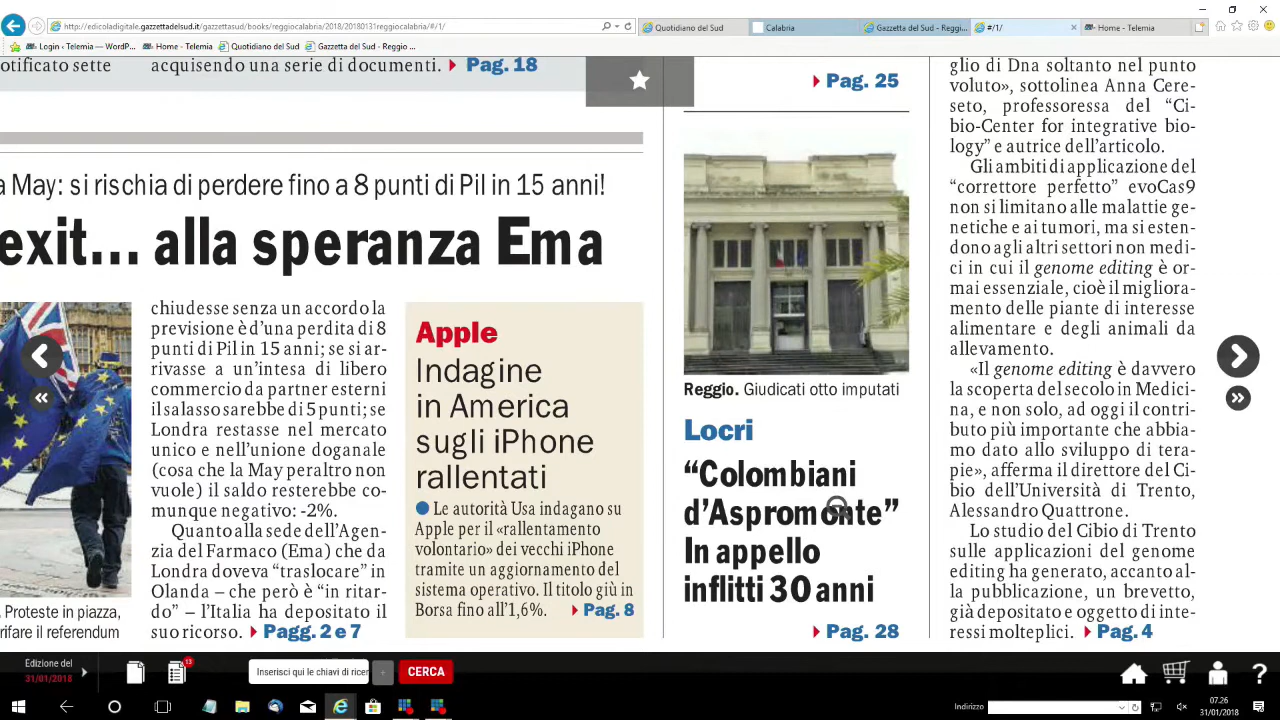 http://edicoladigitale.gazzettadelsud.it/gazzettadelsud/books/reggiocalabria/2018/20180131reggiocalabria/#/1/
Quotidiano del Sud
Calabria
Gazzetta del Sud - Reggi...
#/1/
Home - Telemia
Login ‹ Telemia — WordP...
Home - Telemia
Quotidiano del Sud
Gazzetta del Sud - Reggio ...
otificato sette
acquisendo una serie di documenti. Pag. 18
a May: si rischia di perdere fino a 8 punti di Pil in 15 anni!
exit... alla speranza Ema
Proteste in piazza,
rifare il referendum
chiudesse senza un accordo la
previsione è d'una perdita di 8
punti di Pil in 15 anni; se si ar-
rivasse a un'intesa di libero
commercio da partner esterni
il salasso sarebbe di 5 punti; se
Londra restasse nel mercato
unico e nell'unione doganale
(cosa che la May peraltro non
vuole) il saldo resterebbe co-
munque negativo: -2%.
Quanto alla sede dell'Agen-
zia del Farmaco (Ema) che da
Londra doveva “traslocare” in
Olanda – che però è “in ritar-
do” – l'Italia ha depositato il
suo ricorso. Pagg. 2 e 7
Apple
Indagine
in America
sugli iPhone
rallentati
Le autorità Usa indagano su
Apple per il «rallentamento
volontario» dei vecchi iPhone
tramite un aggiornamento del
sistema operativo. Il titolo giù in
Borsa fino all'1,6%. Pag. 8
Pag. 25
Reggio. Giudicati otto imputati
Locri
“Colombiani
d'Aspromonte”
In appello
inflitti 30 anni
Pag. 28
glio di Dna soltanto nel punto
voluto», sottolinea Anna Cere-
seto, professoressa del “Ci-
bio-Center for integrative bio-
logy” e autrice dell'articolo.
Gli ambiti di applicazione del
“correttore perfetto” evoCas9
non si limitano alle malattie ge-
netiche e ai tumori, ma si esten-
dono agli altri settori non medi-
ci in cui il genome editing è or-
mai essenziale, cioè il migliora-
mento delle piante di interesse
alimentare e degli animali da
allevamento.
«Il genome editing è davvero
la scoperta del secolo in Medici-
na, e non solo, ad oggi il contri-
buto più importante che abbia-
mo dato allo sviluppo di tera-
pie», afferma il direttore del Ci-
bio dell'Università di Trento,
Alessandro Quattrone.
Lo studio del Cibio di Trento
sulle applicazioni del genome
editing ha generato, accanto al-
la pubblicazione, un brevetto,
già depositato e oggetto di inte-
ressi molteplici. Pag. 4
Edizione del
31/01/2018
13
Inserisci qui le chiavi di ricer
+
CERCA
?
Indirizzo
07.26
31/01/2018